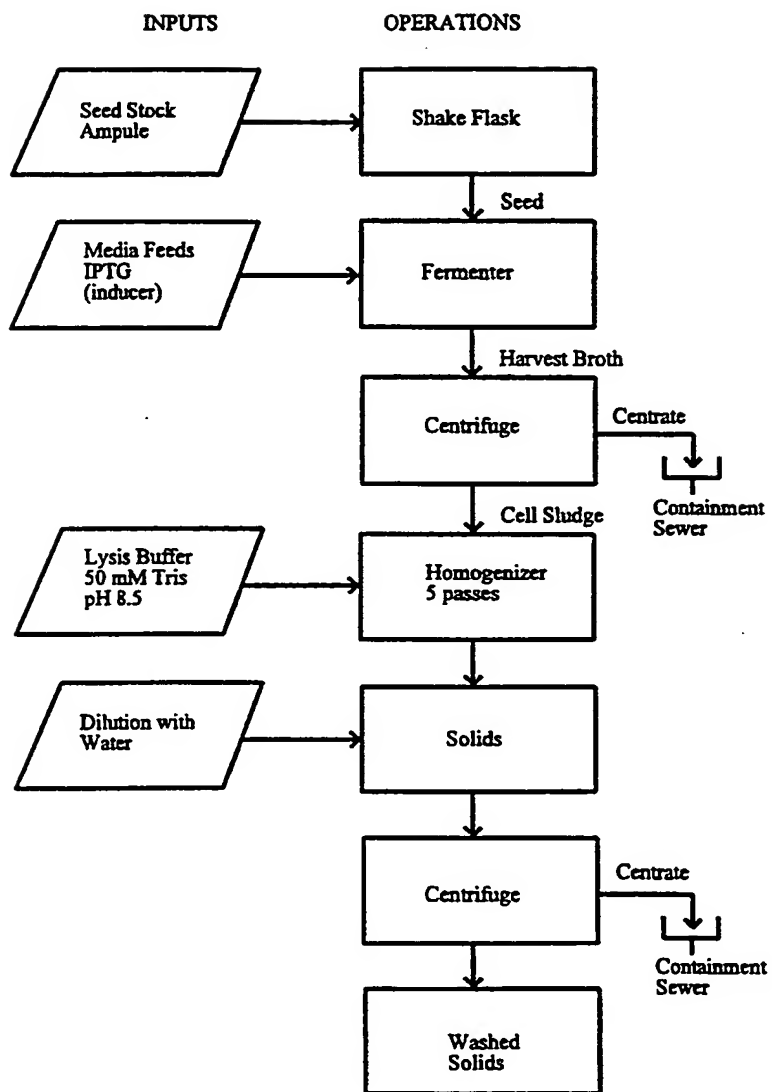 INPUTS
OPERATIONS
Seed Stock
Ampule
Shake Flask
Seed
Media Feeds
IPTG
(inducer)
Fermenter
Harvest Broth
Centrifuge
Centrate
Containment
Sewer
Cell Sludge
Lysis Buffer
50 mM Tris
pH 8.5
Homogenizer
5 passes
Dilution with
Water
Solids
Centrifuge
Centrate
Containment
Sewer
Washed
Solids